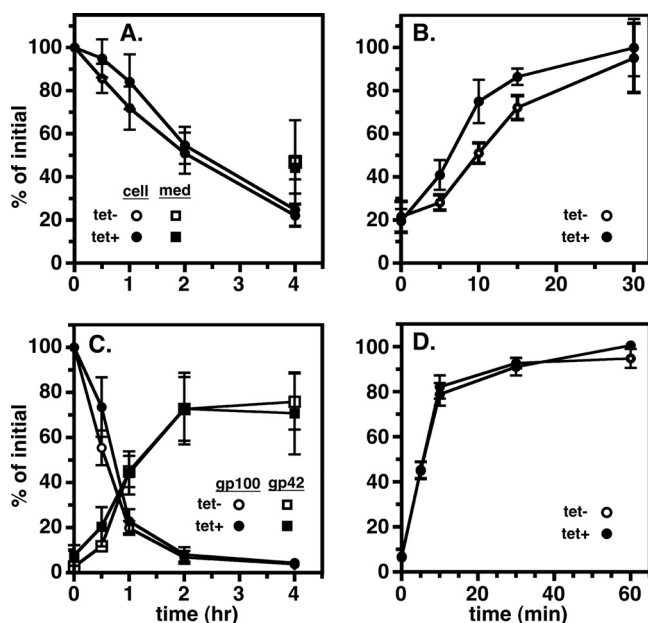 A.
% of initial
100
80
60
40
20
0
cell med
tet-
tet+
0 1 2 3 4
B.
100
80
60
40
20
0
tet-
tet+
0 10 20 30
C.
% of initial
100
80
60
40
20
0
gp100 gp42
tet-
tet+
0 1 2 3 4
time (hr)
D.
100
80
60
40
20
0
tet-
tet+
0 20 40 60
time (min)